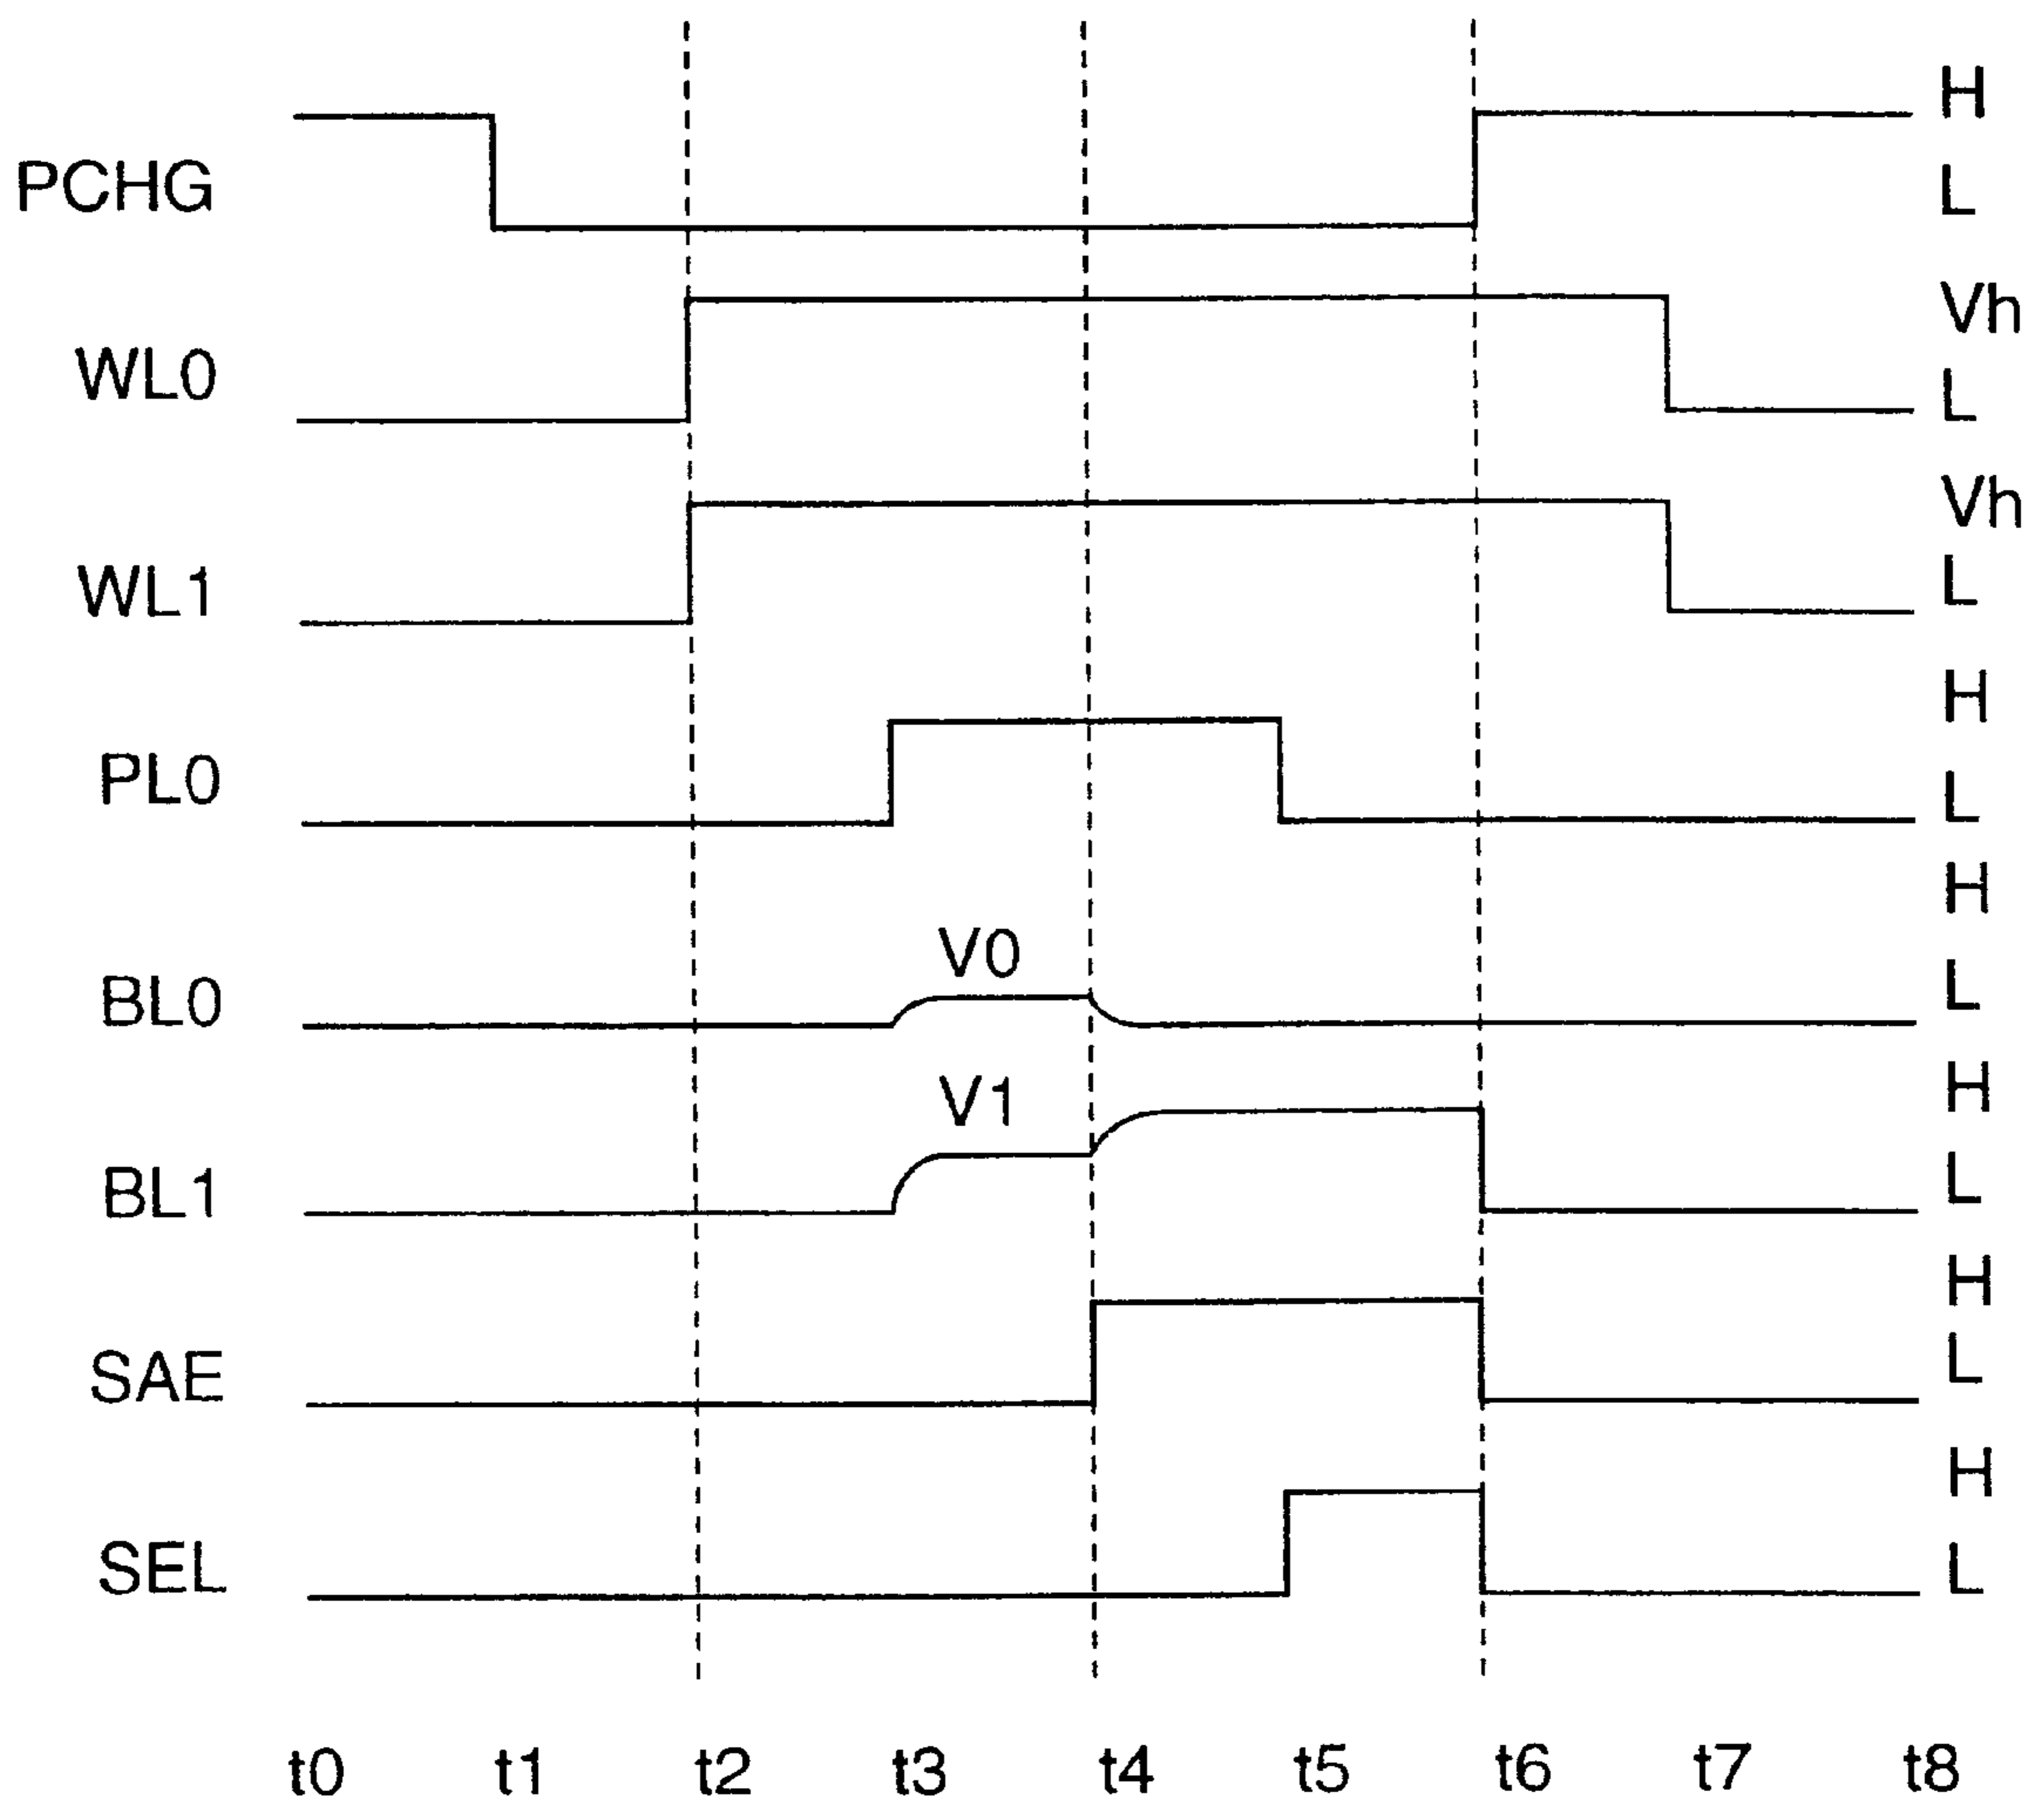 H
PCHG
L
Vh
WL0
L
Vh
WL1
L
H
PL0
L
H
V0
BL0
L
H
V1
BL1
L
H
SAE
L
H
SEL
L
t0 t1 t2 t3 t4 t5 t6 t7 t8